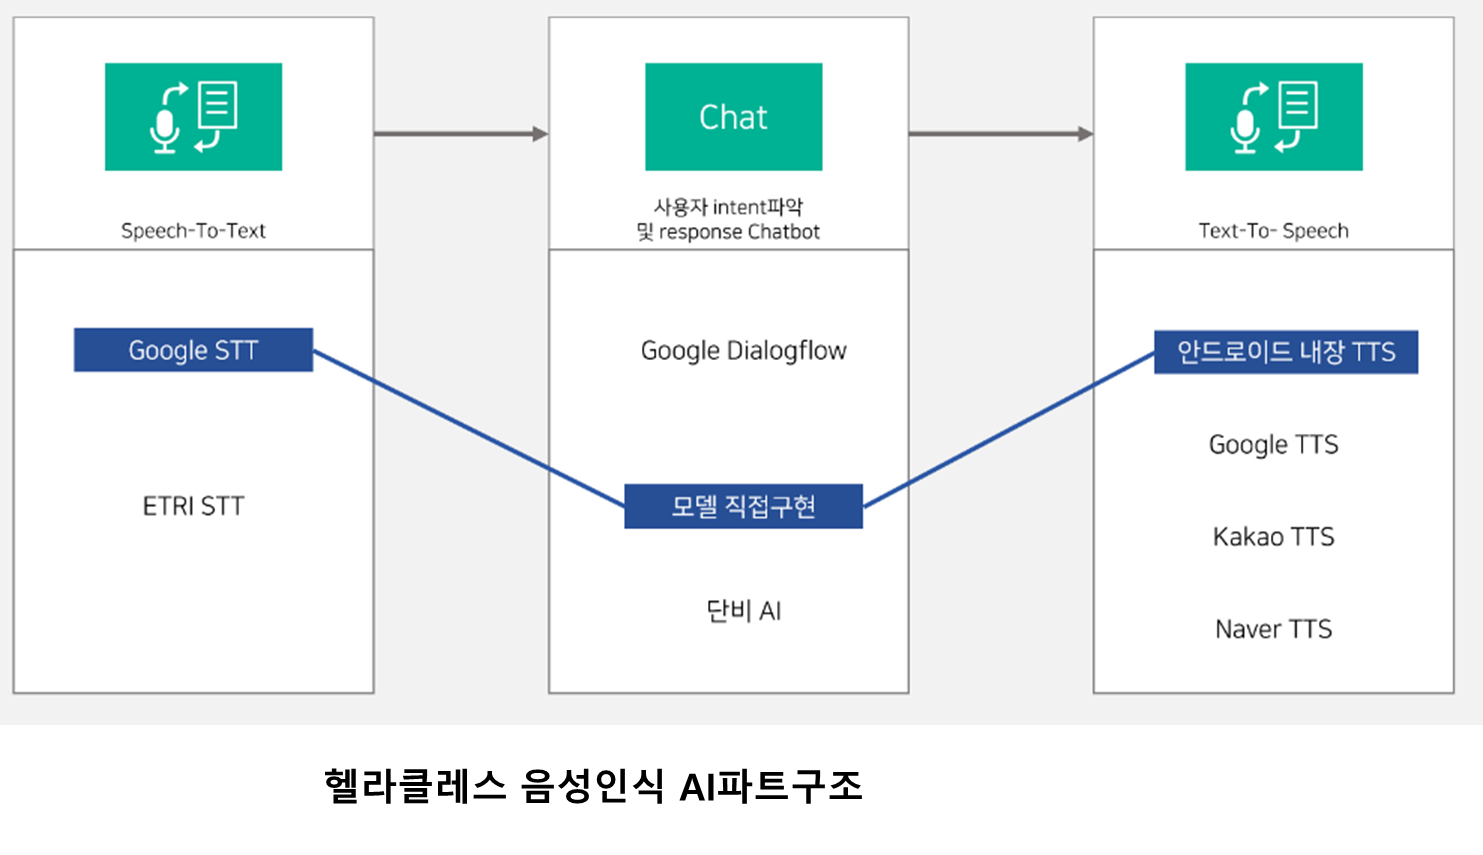 Speech-To-Text
Google STT
ETRI STT
Chat
사용자 intent파악
및 response Chatbot
Google Dialogflow
모델 직접구현
단비 AI
Text-To- Speech
안드로이드 내장 TTS
Google TTS
Kakao TTS
Naver TTS
헬라클레스 음성인식 AI파트구조